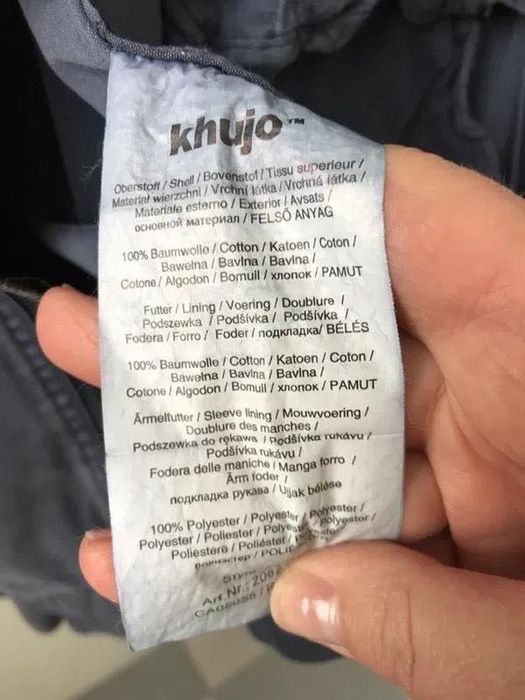 khujo™
Oberstoff / Shell / Bovenstof / Tissu superieur /
Materiał wierzchni / Vrchní látka / Vrchná látka /
Materiale esterno / Exterior / Avsats /
основной материал / FELSŐ ANYAG
100% Baumwolle / Cotton / Katoen / Coton /
Bawełna / Bavlna / Bavlna /
Cotone / Algodon / Bomull / хлопок / PAMUT
Futter / Lining / Voering / Doublure /
Podszewka / Podšívka / Podšívka /
Fodera / Forro / Foder / подкладка / BÉLÉS
100% Baumwolle / Cotton / Katoen / Coton /
Bawełna / Bavlna / Bavlna /
Cotone / Algodon / Bomull / хлопок / PAMUT
Ärmelfutter / Sleeve lining / Mouwvoering /
Doublure des manches /
Podszewka do rękawa / Podšívka rukávu /
Podšívka rukávu /
Fodera delle maniche / Manga forro /
Ärm foder /
подкладка рукава / Ujjak bélése
100% Polyester / Polyester / Polyester /
Polyester / Poliester / Polyester / Polyester /
Poliestere / Poliéster /
Art Nr.: